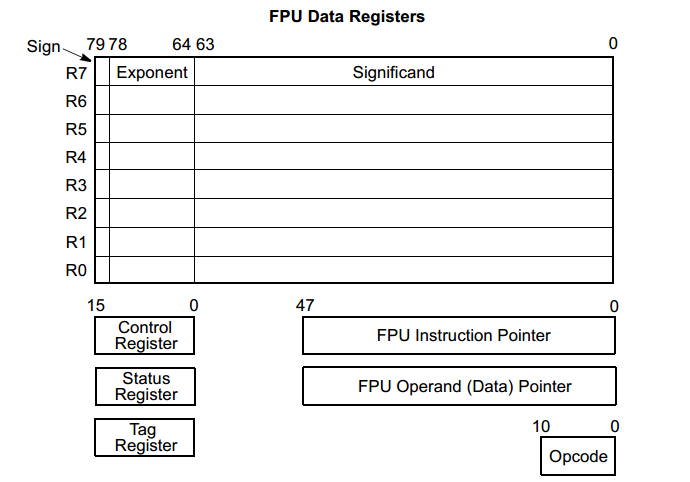 FPU Data Registers
Sign
79 78 64 63 0
R7 Exponent Significand
R6
R5
R4
R3
R2
R1
R0
15 0 47 0
Control
Register
FPU Instruction Pointer
Status
Register
FPU Operand (Data) Pointer
Tag
Register
10 0
Opcode